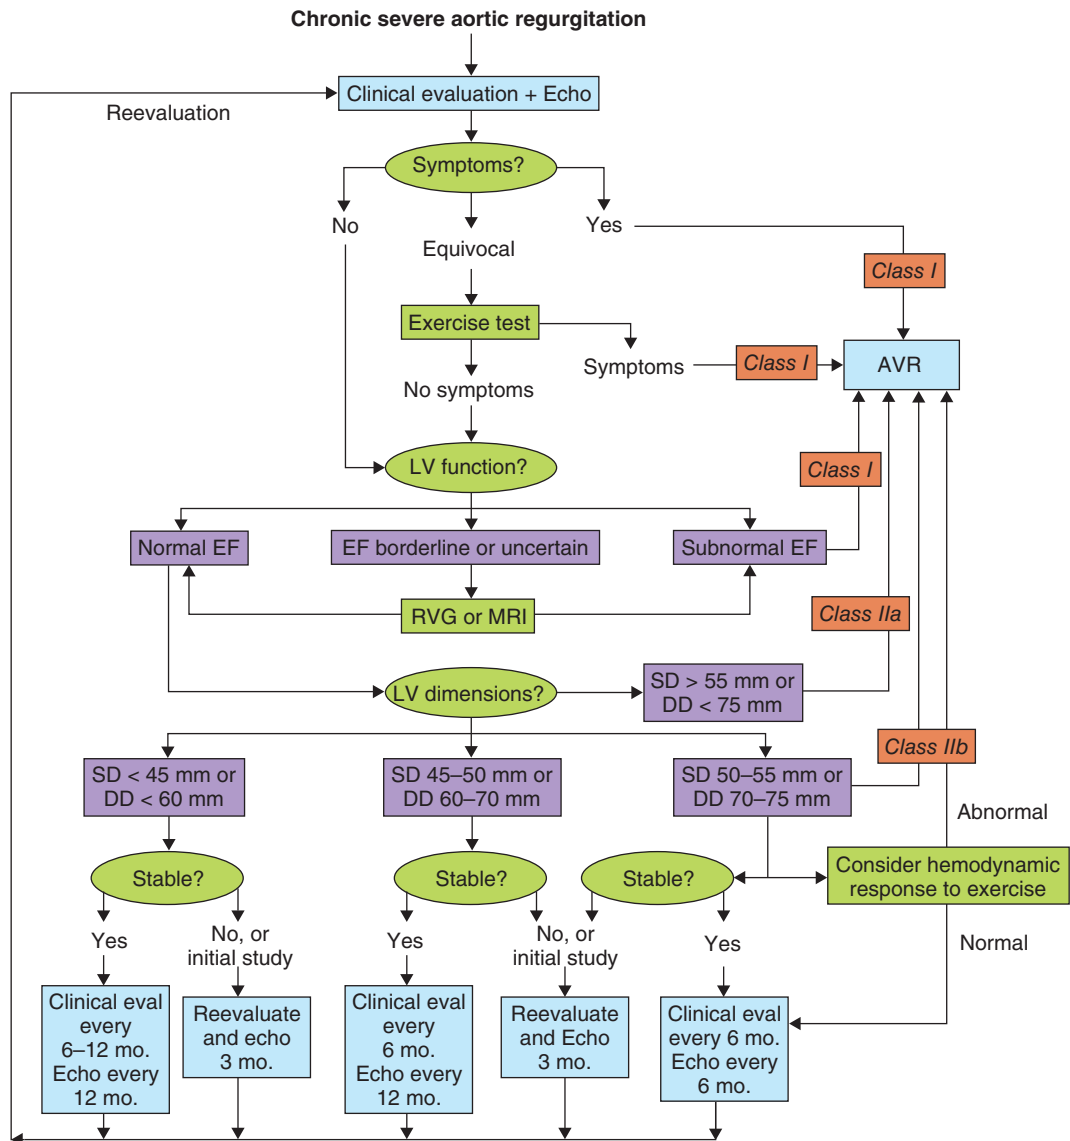 Chronic severe aortic regurgitation
Clinical evaluation + Echo
Reevaluation
Symptoms?
No
Equivocal
Yes
Class I
Exercise test
Symptoms
Class I
AVR
No symptoms
LV function?
Class I
Normal EF
EF borderline or uncertain
Subnormal EF
RVG or MRI
Class IIa
LV dimensions?
SD > 55 mm or
DD < 75 mm
Class IIb
SD < 45 mm or
DD < 60 mm
SD 45–50 mm or
DD 60–70 mm
SD 50–55 mm or
DD 70–75 mm
Abnormal
Stable?
Stable?
Stable?
Consider hemodynamic
response to exercise
Yes
No, or
initial study
Yes
No, or
initial study
Yes
Normal
Clinical eval
every
6–12 mo.
Echo every
12 mo.
Reevaluate
and echo
3 mo.
Clinical eval
every
6 mo.
Echo every
12 mo.
Reevaluate
and Echo
3 mo.
Clinical eval
every 6 mo.
Echo every
6 mo.